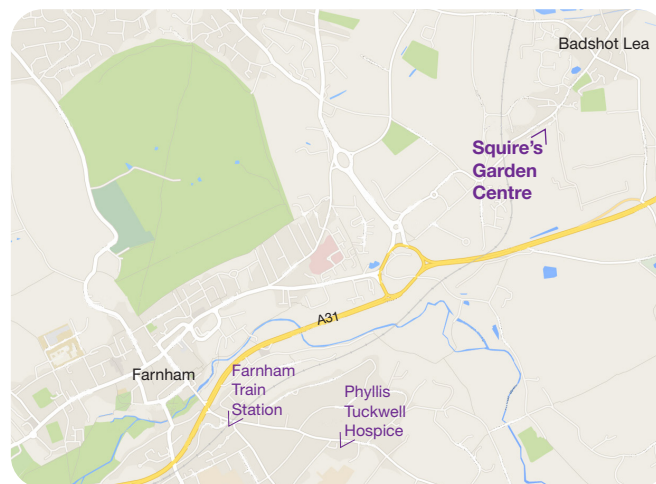 Badshot Lea
Squire's
Garden
Centre
A31
Farnham
Farnham
Train
Station
Phyllis
Tuckwell
Hospice